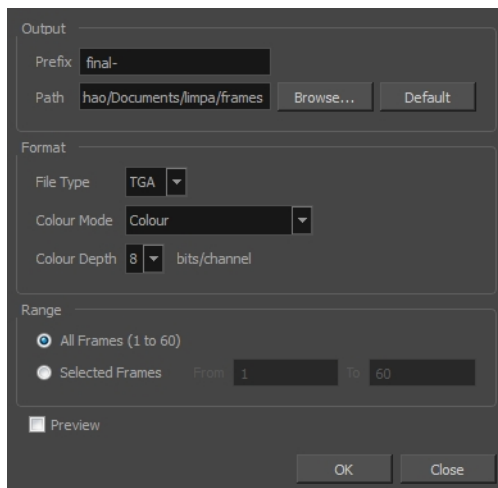 Output
Prefix final-
Path hao/Documents/limpa/frames Browse... Default
Format
File Type TGA
Colour Mode Colour
Colour Depth 8 bits/channel
Range
All Frames (1 to 60)
Selected Frames From 1 To 60
Preview
OK Close